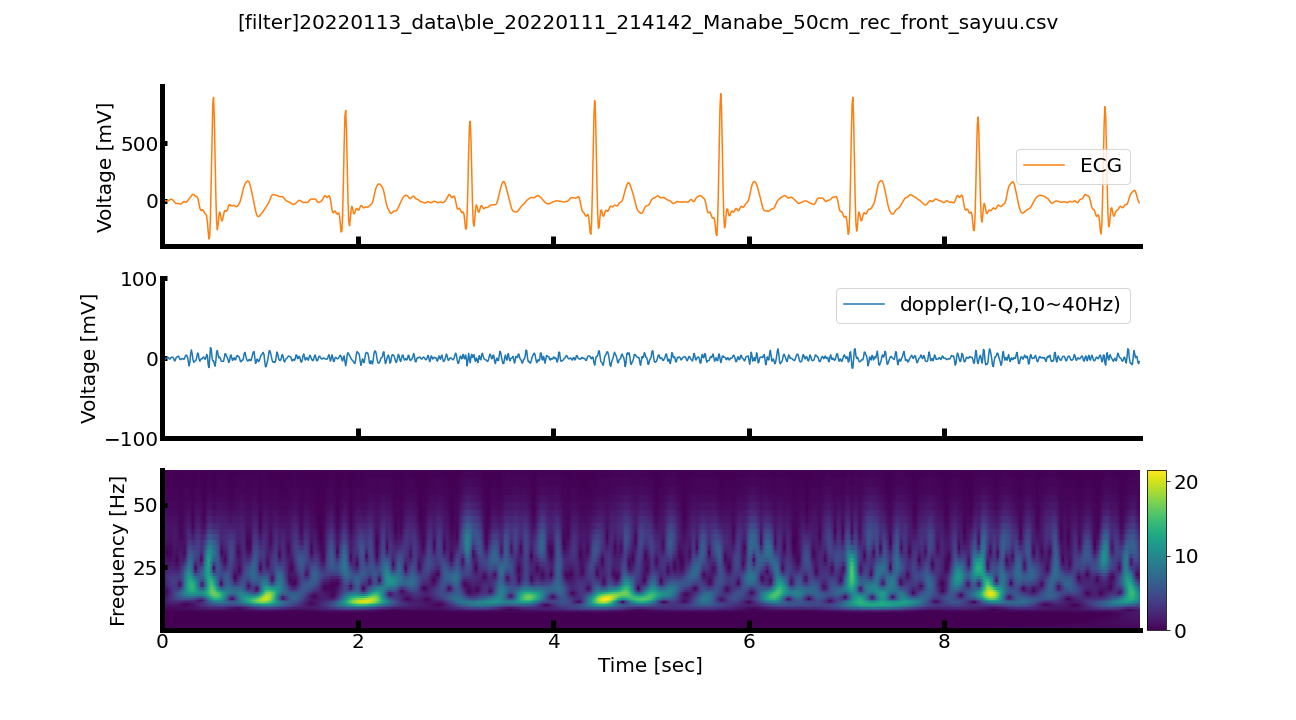 [filter]20220113_data\ble_20220111_214142_Manabe_50cm_rec_front_sayuu.csv
Voltage [mV]
500
0
ECG
Voltage [mV]
100
0
−100
doppler(I-Q,10~40Hz)
Frequency [Hz]
50
25
0 2 4 6 8
Time [sec]
20
10
0